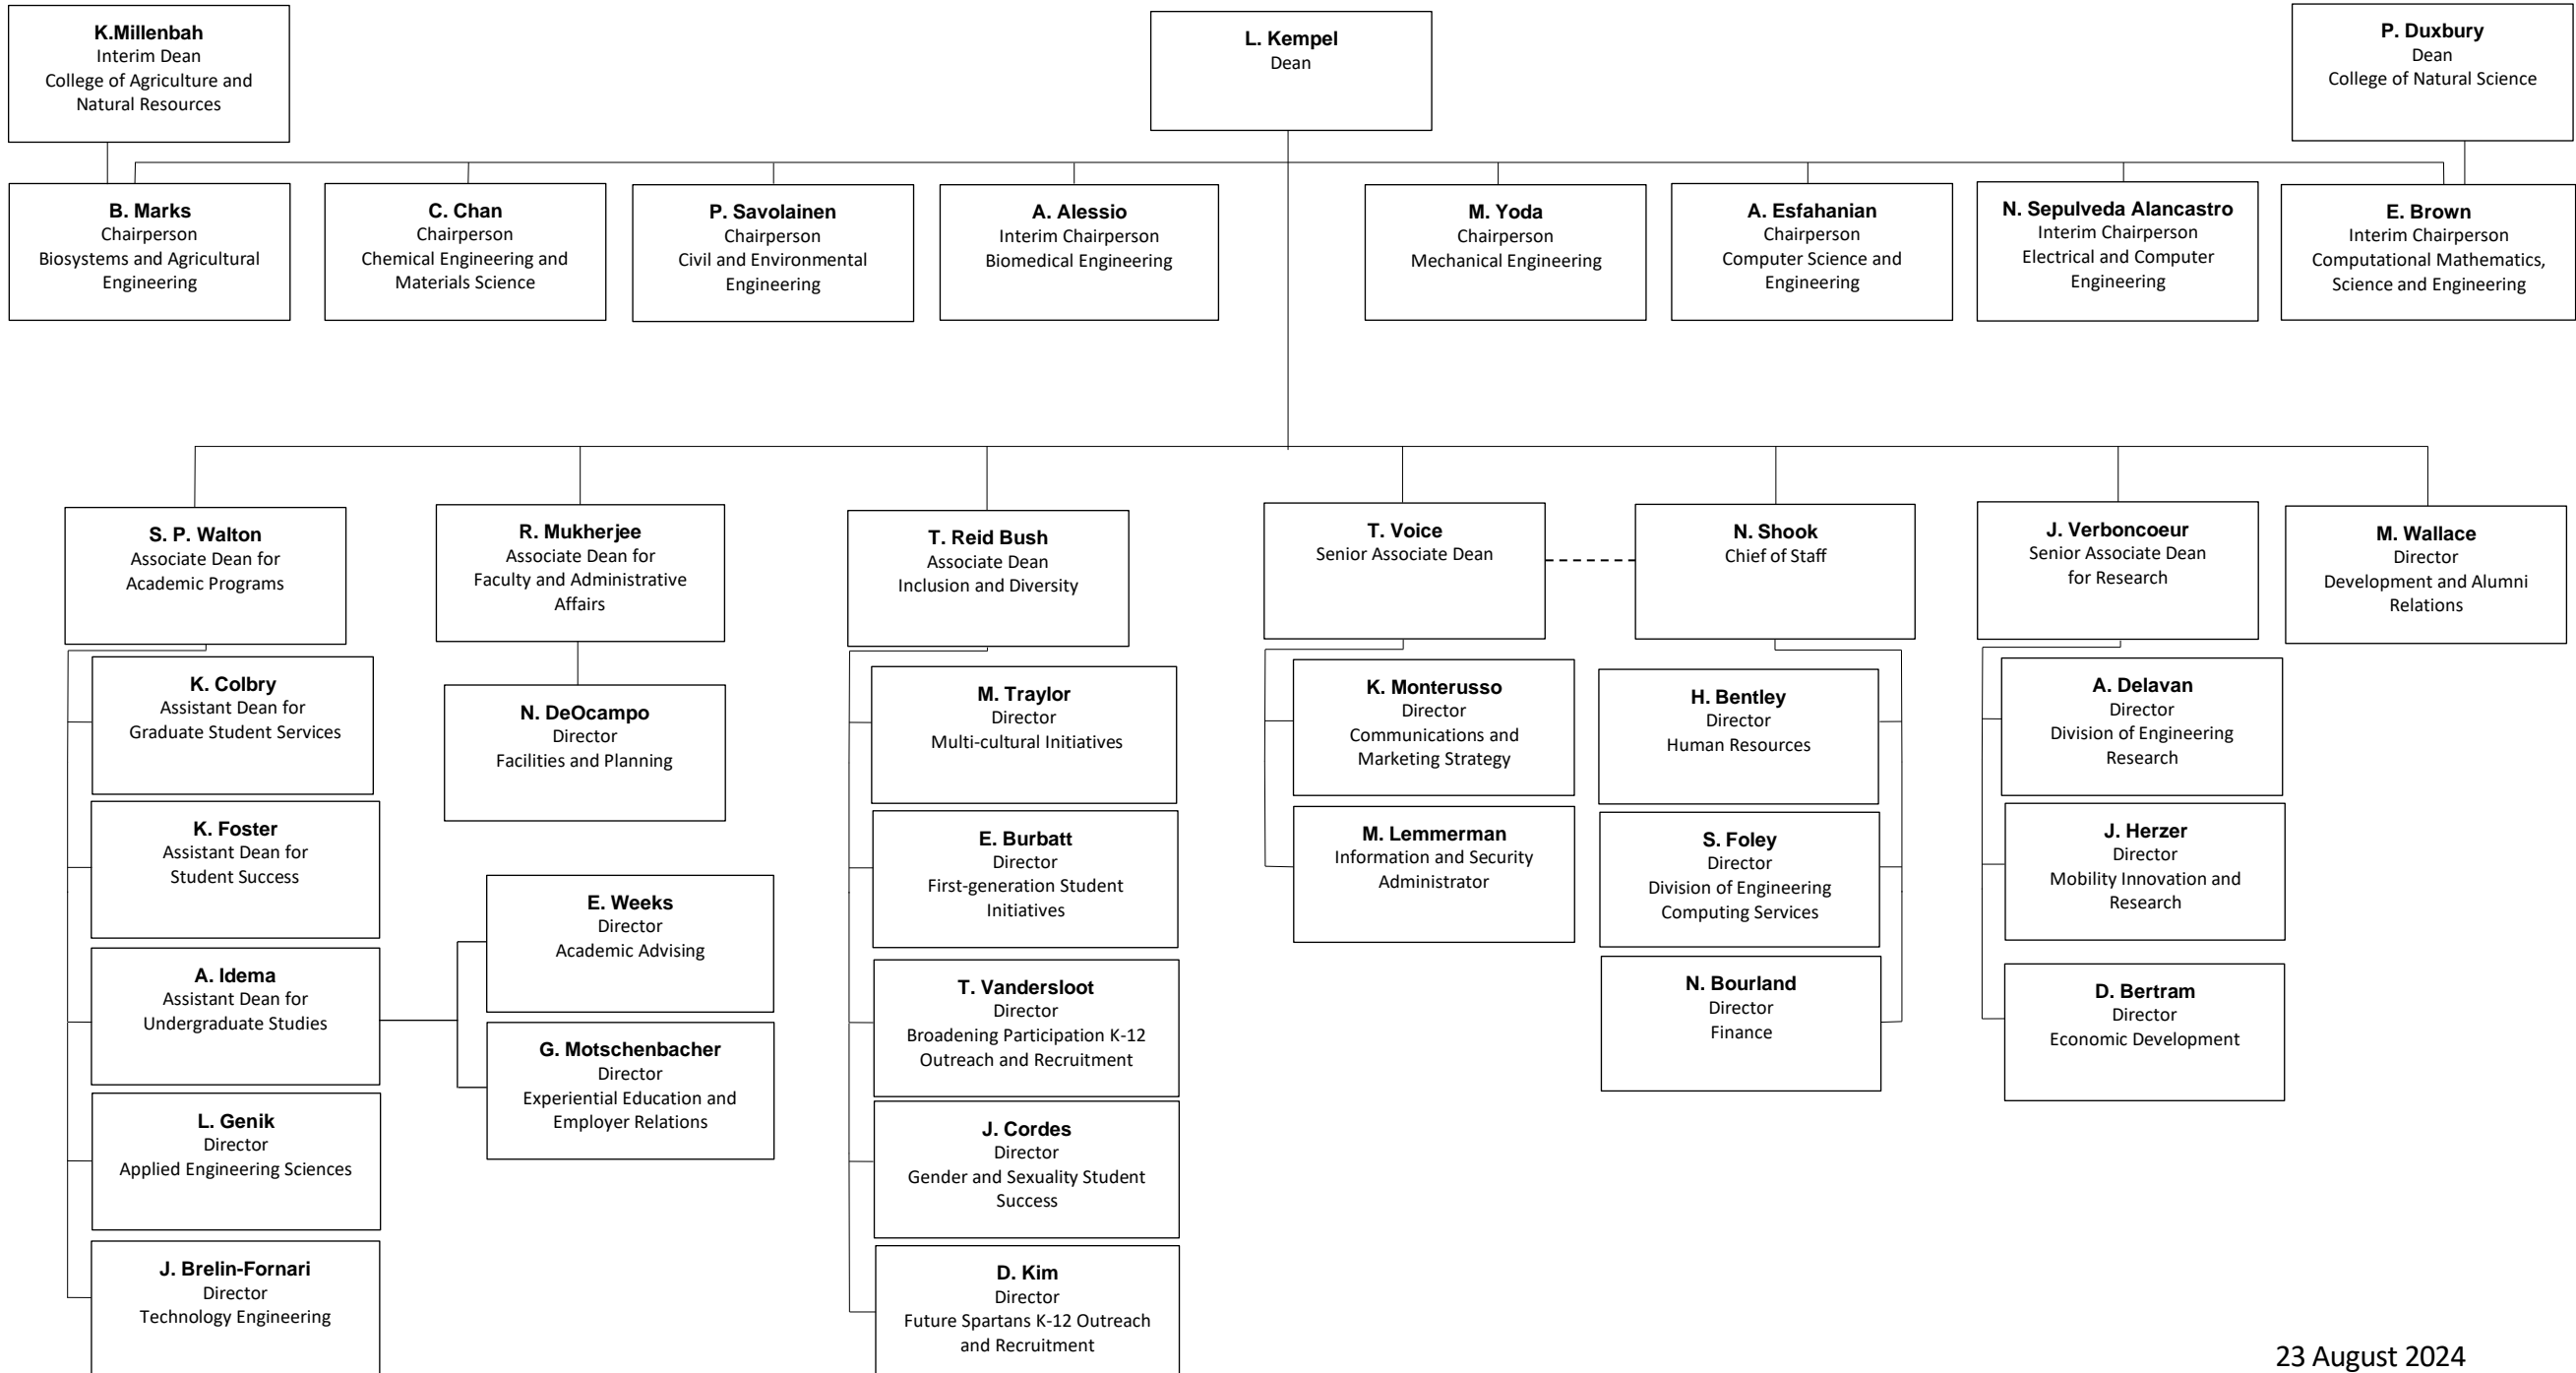 K.Millenbah
Interim Dean
College of Agriculture and
Natural Resources
L. Kempel
Dean
P. Duxbury
Dean
College of Natural Science
B. Marks
Chairperson
Biosystems and Agricultural
Engineering
C. Chan
Chairperson
Chemical Engineering and
Materials Science
P. Savolainen
Chairperson
Civil and Environmental
Engineering
A. Alessio
Interim Chairperson
Biomedical Engineering
M. Yoda
Chairperson
Mechanical Engineering
A. Esfahanian
Chairperson
Computer Science and
Engineering
N. Sepulveda Alancastro
Interim Chairperson
Electrical and Computer
Engineering
E. Brown
Interim Chairperson
Computational Mathematics,
Science and Engineering
S. P. Walton
Associate Dean for
Academic Programs
R. Mukherjee
Associate Dean for
Faculty and Administrative
Affairs
T. Reid Bush
Associate Dean
Inclusion and Diversity
T. Voice
Senior Associate Dean
N. Shook
Chief of Staff
J. Verboncoeur
Senior Associate Dean
for Research
M. Wallace
Director
Development and Alumni
Relations
K. Colbry
Assistant Dean for
Graduate Student Services
K. Foster
Assistant Dean for
Student Success
A. Idema
Assistant Dean for
Undergraduate Studies
L. Genik
Director
Applied Engineering Sciences
J. Brelin-Fornari
Director
Technology Engineering
N. DeOcampo
Director
Facilities and Planning
E. Weeks
Director
Academic Advising
G. Motschenbacher
Director
Experiential Education and
Employer Relations
M. Traylor
Director
Multi-cultural Initiatives
E. Burbatt
Director
First-generation Student
Initiatives
T. Vandersloot
Director
Broadening Participation K-12
Outreach and Recruitment
J. Cordes
Director
Gender and Sexuality Student
Success
D. Kim
Director
Future Spartans K-12 Outreach
and Recruitment
K. Monterusso
Director
Communications and
Marketing Strategy
M. Lemmerman
Information and Security
Administrator
H. Bentley
Director
Human Resources
S. Foley
Director
Division of Engineering
Computing Services
N. Bourland
Director
Finance
A. Delavan
Director
Division of Engineering
Research
J. Herzer
Director
Mobility Innovation and
Research
D. Bertram
Director
Economic Development
23 August 2024